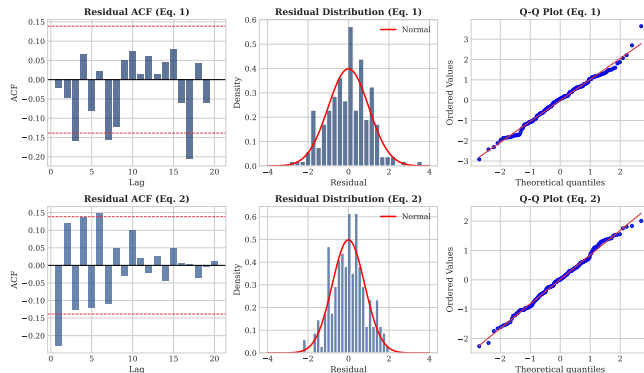 Residual ACF (Eq. 1)
0.15
0.10
0.05
0.00
−0.05
−0.10
−0.15
−0.20
ACF
0 5 10 15 20
Lag
Residual Distribution (Eq. 1)
Normal
0.6
0.5
0.4
0.3
0.2
0.1
0.0
Density
−4 −2 0 2 4
Residual
Q-Q Plot (Eq. 1)
3
2
1
0
−1
−2
−3
Ordered Values
−2 0 2
Theoretical quantiles
Residual ACF (Eq. 2)
0.15
0.10
0.05
0.00
−0.05
−0.10
−0.15
−0.20
ACF
0 5 10 15 20
Lag
Residual Distribution (Eq. 2)
Normal
0.6
0.5
0.4
0.3
0.2
0.1
0.0
Density
−4 −2 0 2 4
Residual
Q-Q Plot (Eq. 2)
2
1
0
−1
−2
Ordered Values
−2 0 2
Theoretical quantiles